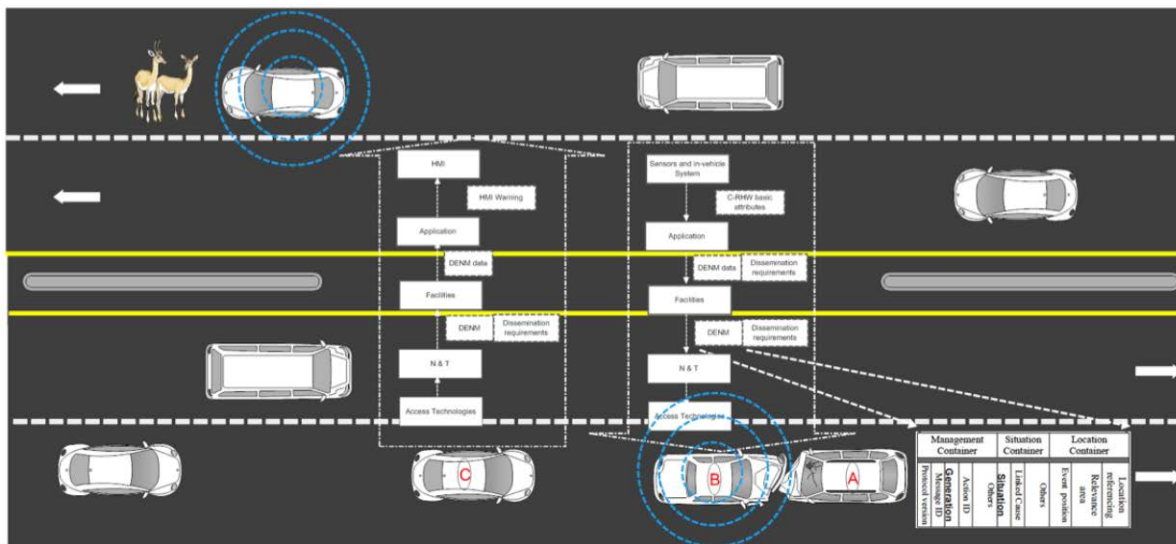 HMI
HMI Warning
Application
DENM data
Facilities
DENM
Dissemination
requirements
N & T
Access Technologies
Sensors and in-vehicle
System
C-RHW basic
attributes
Application
DENM data
Dissemination
requirements
Facilities
DENM
Dissemination
requirements
N & T
Access Technologies
C
B
A
Management
Container
Situation
Container
Location
Container
Protocol version
Message ID
Generation
Action ID
Others
Situation
Linked Cause
Others
Event position
Relevance
area
Location
referencing